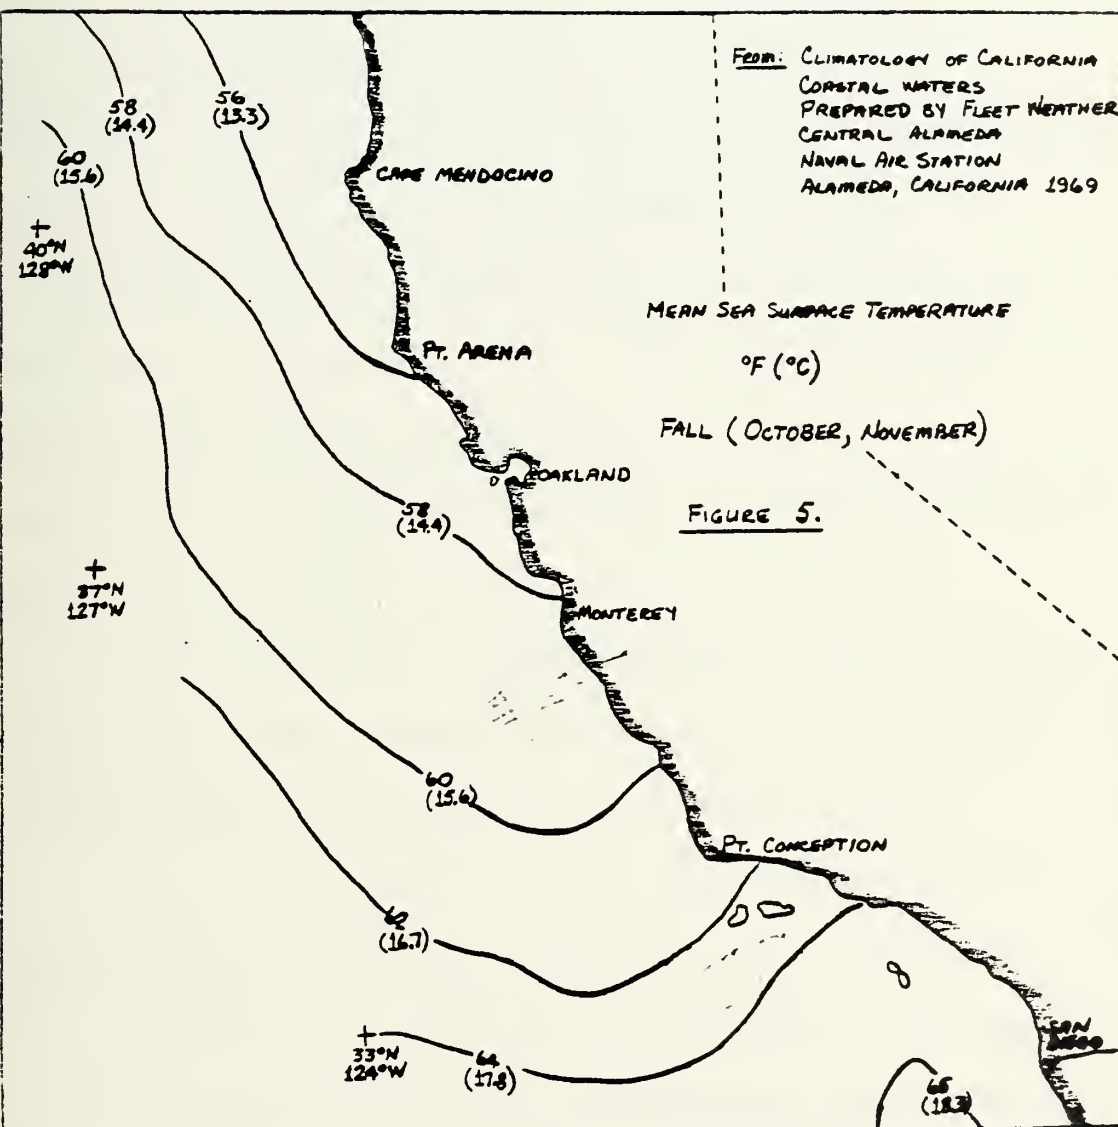 From: CLIMATOLOGY OF CALIFORNIA
COASTAL WATERS
PREPARED BY FLEET WEATHER
CENTRAL ALAMEDA
NAVAL AIR STATION
ALAMEDA, CALIFORNIA 1969
58
(14.4)
56
(13.3)
60
(15.6)
CAPE MENDOCINO
40°N
128°W
MEAN SEA SURFACE TEMPERATURE
°F (°C)
FALL (OCTOBER, NOVEMBER)
FIGURE 5.
PT. ARENA
OAKLAND
58
(14.4)
37°N
127°W
MONTEREY
60
(15.6)
PT. CONCEPTION
62
(16.7)
33°N
124°W
64
(17.8)
SAN
DIEGO
(18.3)